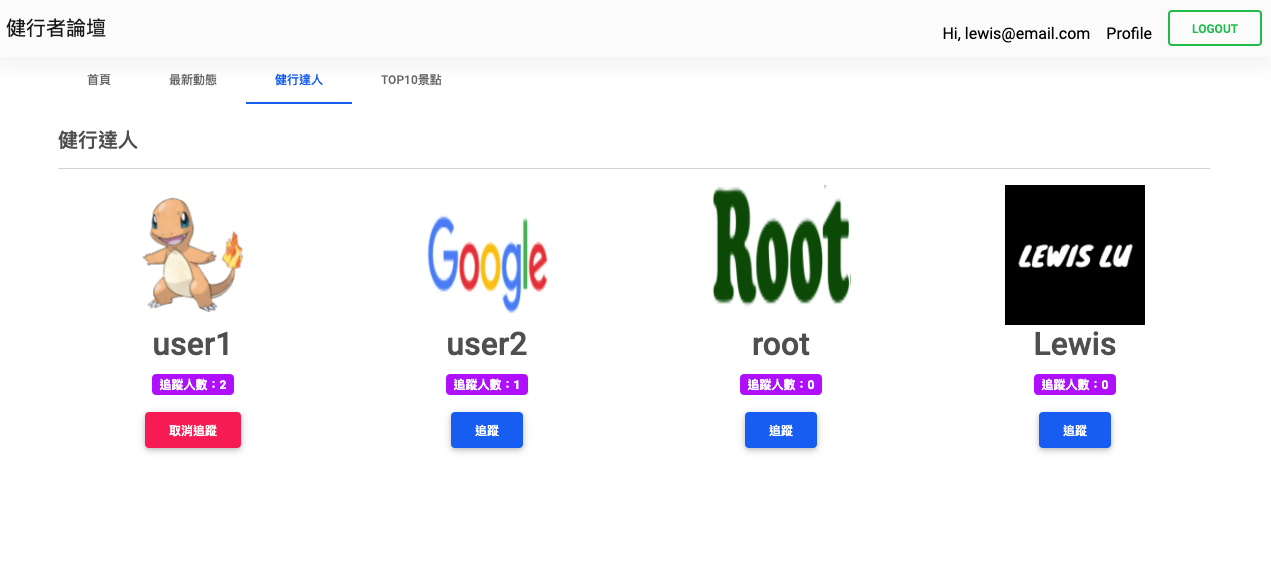 健行者論壇
Hi, lewis@email.com Profile LOGOUT
首頁 最新動態 健行達人 TOP10景點
健行達人
Google Root LEWIS LU
user1 user2 root Lewis
追蹤人數：2 追蹤人數：1 追蹤人數：0 追蹤人數：0
取消追蹤 追蹤 追蹤 追蹤